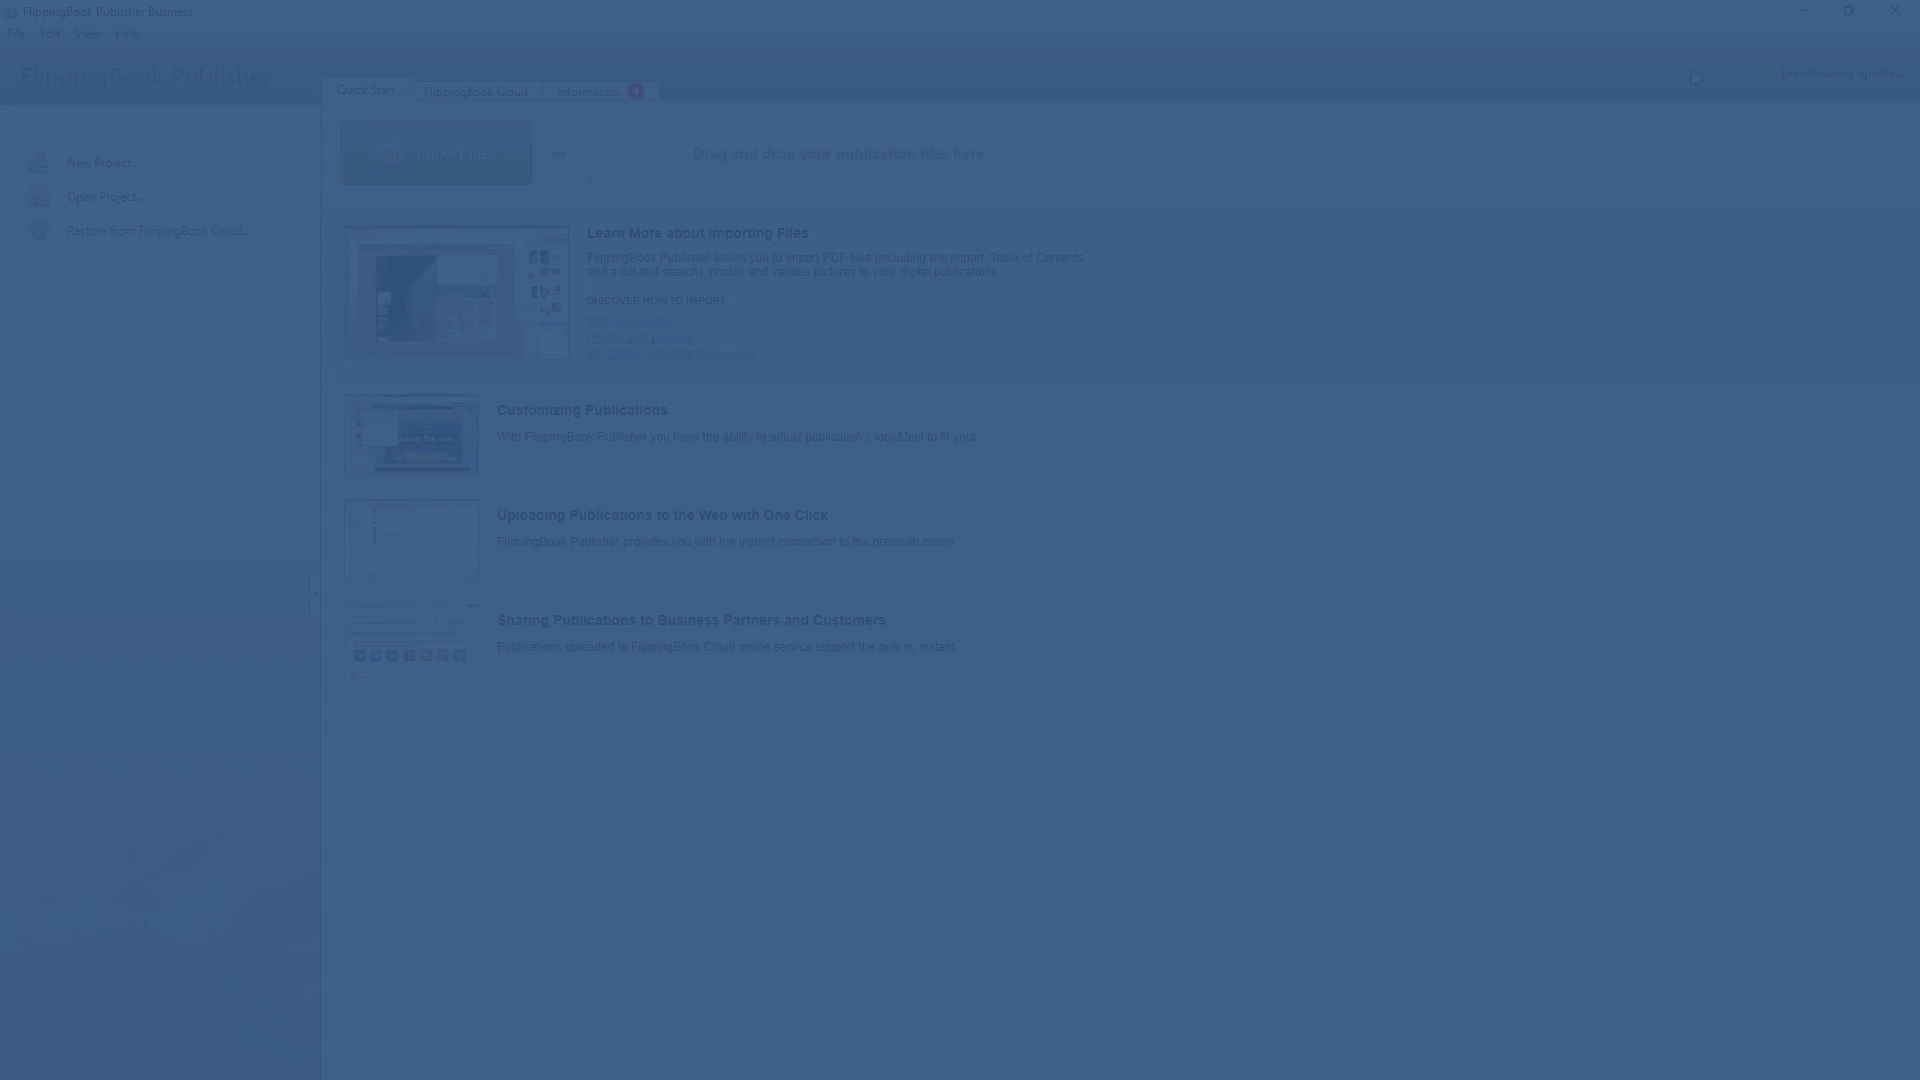 FlippingBook Publisher Business
File Edit View Help
FlippingBook Publisher
Downloading update...
Quick Start FlippingBook Cloud Information
Import files or Drag and drop your publication files here
New Project...
Open Project...
Restore from FlippingBook Cloud...
Learn More about Importing Files
FlippingBook Publisher allows you to import PDF files (including link import, Table of Contents
and a full-text search), photos and various pictures to your digital publications.
DISCOVER HOW TO IMPORT
PDF documents
Customizing Publications
With FlippingBook Publisher you have the ability to adjust publication's look&feel to fit your
Uploading Publications to the Web with One Click
FlippingBook Publisher provides you with the instant connection to the premium online
Sharing Publications to Business Partners and Customers
Publications uploaded to FlippingBook Cloud online service support the built in, instant,